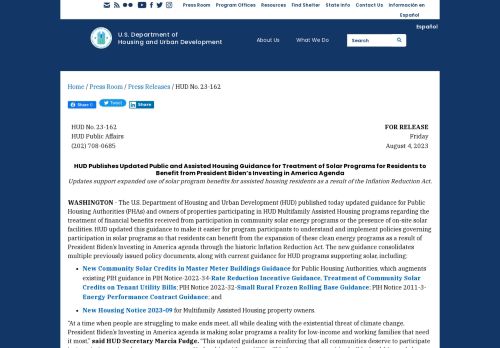 Press Room Program Offices Resources Find Shelter State Info Contact Us Información en Español
Español
U.S. Department of
Housing and Urban Development
About Us What We Do Search
Home / Press Room / Press Releases / HUD No. 23-162
Share 0 Tweet Share
HUD No. 23-162 FOR RELEASE
HUD Public Affairs Friday
(202) 708-0685 August 4, 2023
HUD Publishes Updated Public and Assisted Housing Guidance for Treatment of Solar Programs for Residents to
Benefit from President Biden's Investing in America Agenda
Updates support expanded use of solar program benefits for assisted housing residents as a result of the Inflation Reduction Act.
WASHINGTON - The U.S. Department of Housing and Urban Development (HUD) published today updated guidance for Public
Housing Authorities (PHAs) and owners of properties participating in HUD Multifamily Assisted Housing programs regarding the
treatment of financial benefits received from participation in community solar energy programs or the presence of on-site solar
facilities. HUD updated this guidance to make it easier for program participants to understand and implement policies governing
participation in solar programs so that residents can benefit from the expansion of these clean energy programs as a result of
President Biden's Investing in America agenda through the historic Inflation Reduction Act. The new guidance consolidates
multiple previously issued policy documents, along with current guidance for HUD programs supporting solar, including:
• New Community Solar Credits in Master Meter Buildings Guidance for Public Housing Authorities, which augments
existing PIH guidance in PIH Notice 2022-34-Rate Reduction Incentive Guidance, Treatment of Community Solar
Credits on Tenant Utility Bills; PIH Notice 2022-32-Small Rural Frozen Rolling Base Guidance; PIH Notice 2011-3-
Energy Performance Contract Guidance; and
• New Housing Notice 2023-09 for Multifamily Assisted Housing property owners.
"At a time when people are struggling to make ends meet, all while dealing with the existential threat of climate change,
President Biden's Investing in America agenda is making solar programs a reality for low-income and working families that need
it most," said HUD Secretary Marcia Fudge. "This updated guidance is reinforcing that all communities deserve to participate